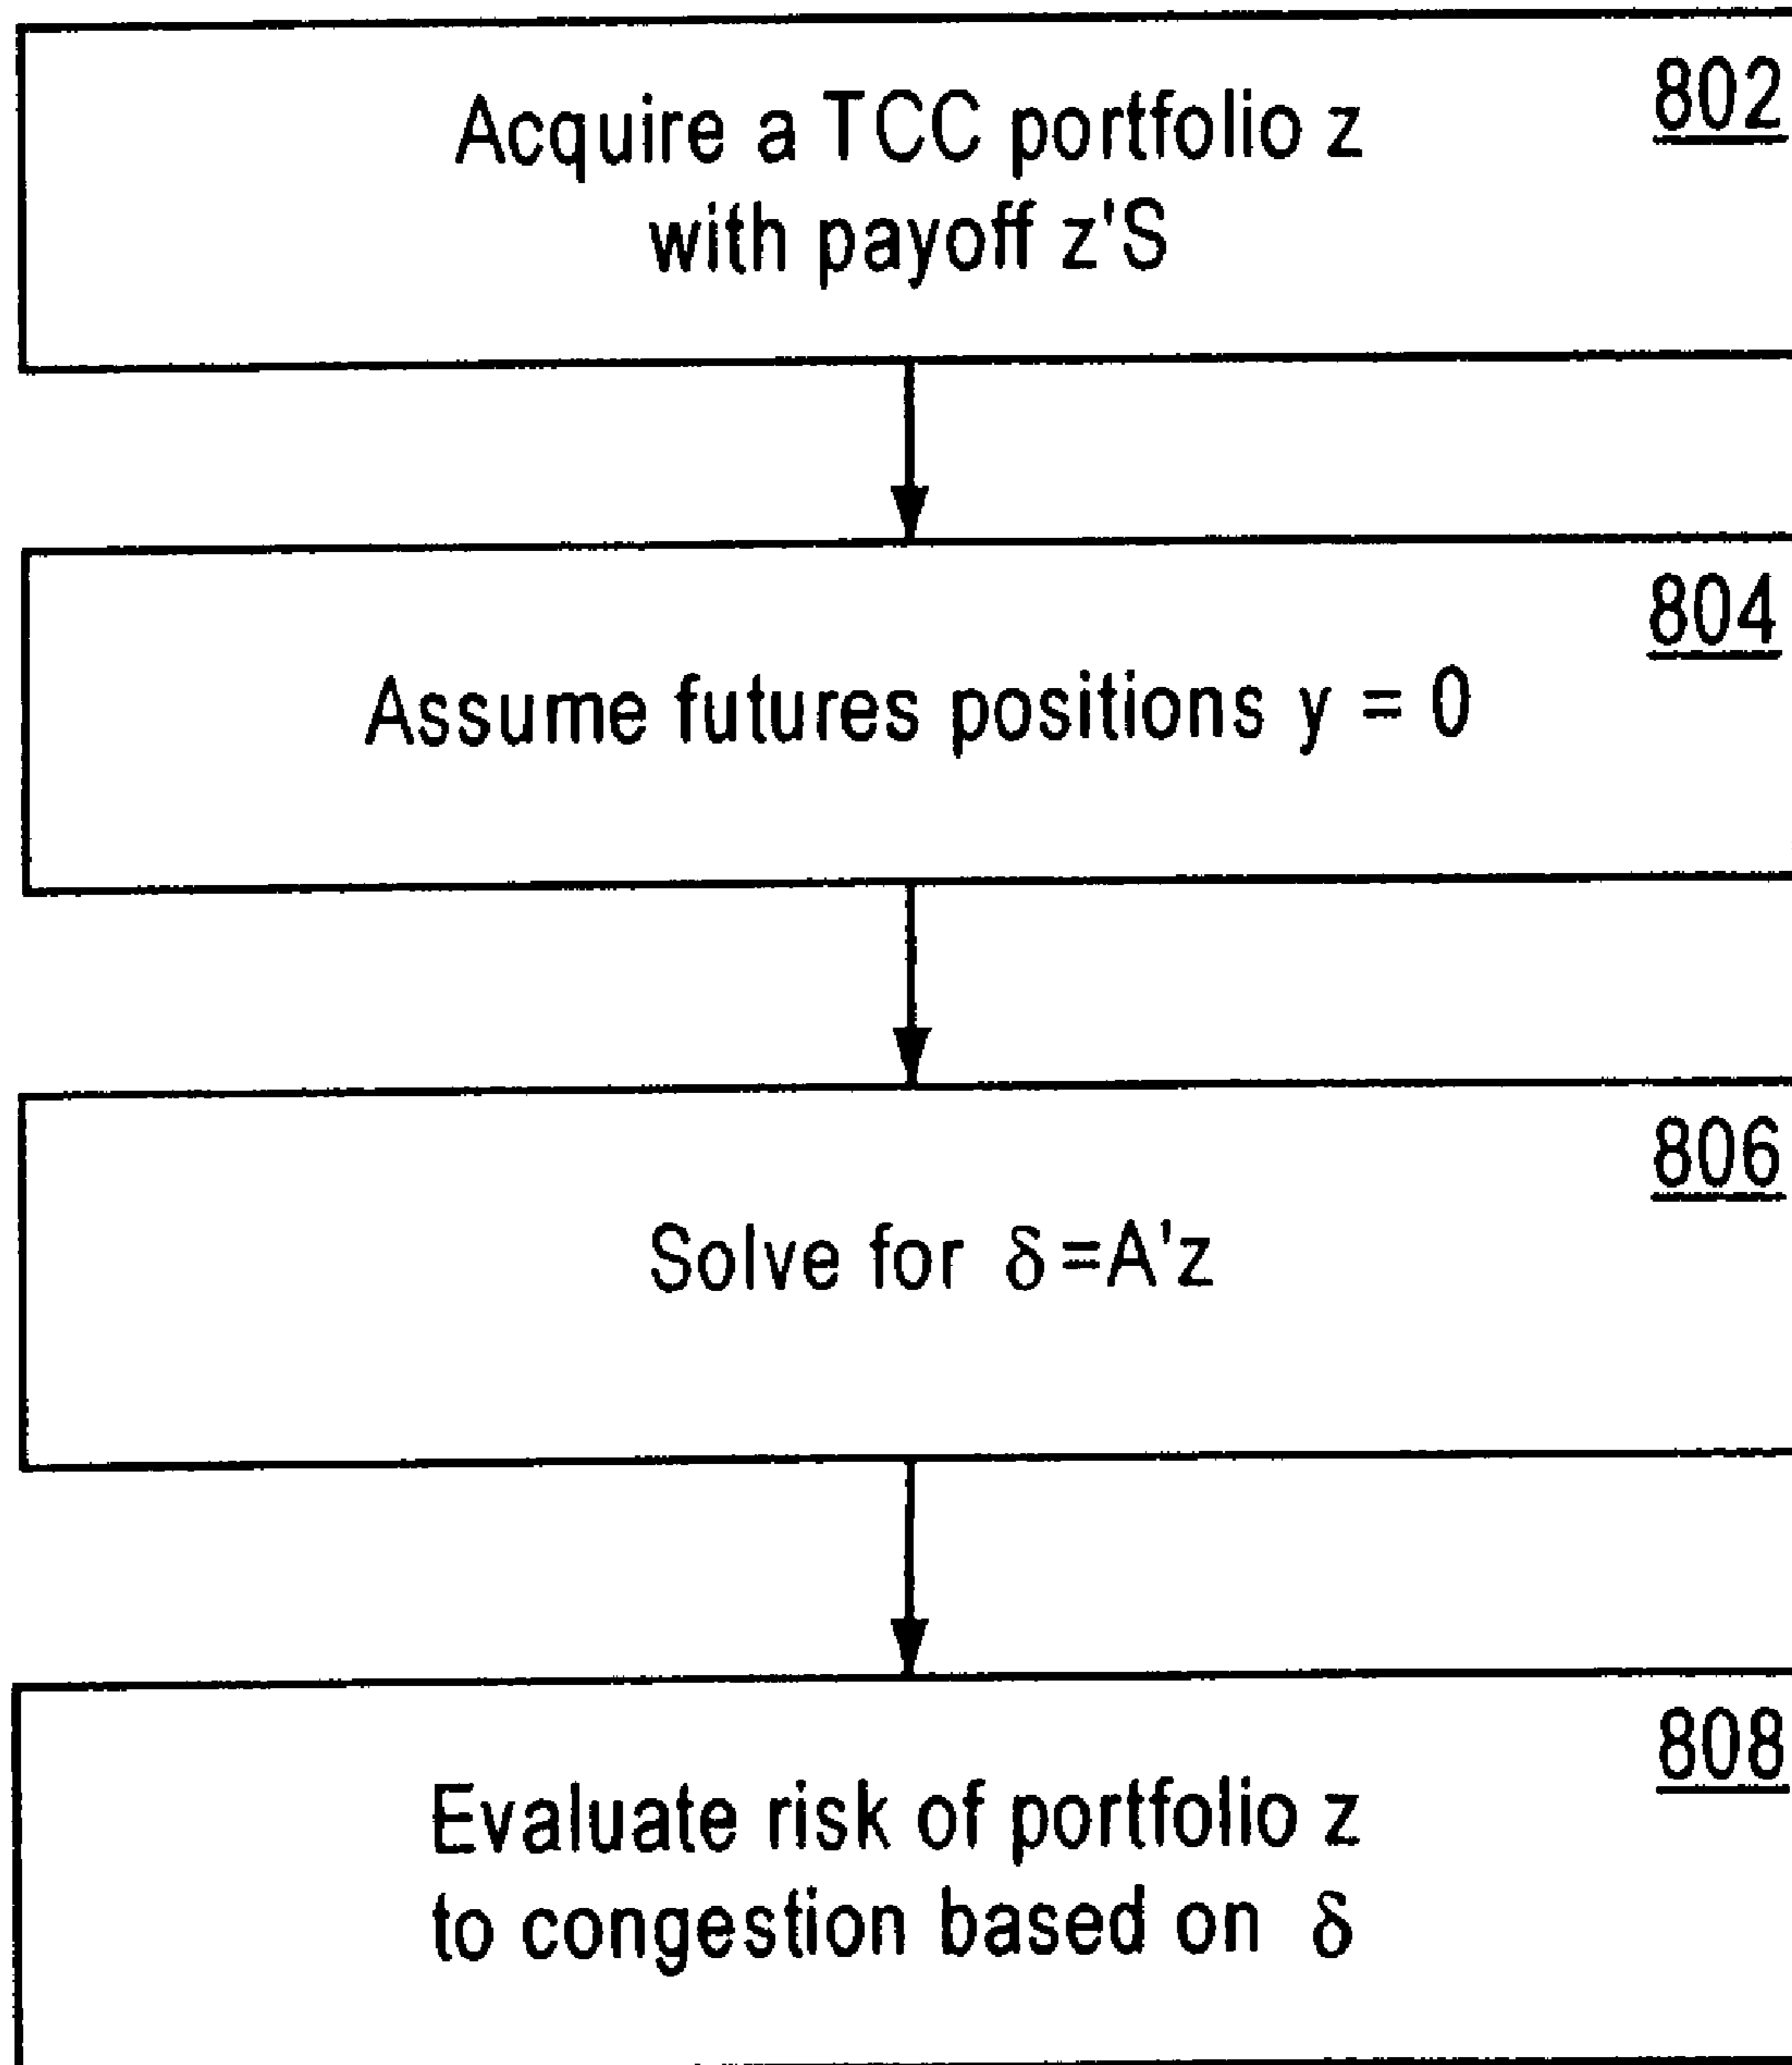 802
Acquire a TCC portfolio z
with payoff z'S
804
Assume futures positions y = 0
806
Solve for δ=A'z
808
Evaluate risk of portfolio z
to congestion based on δ